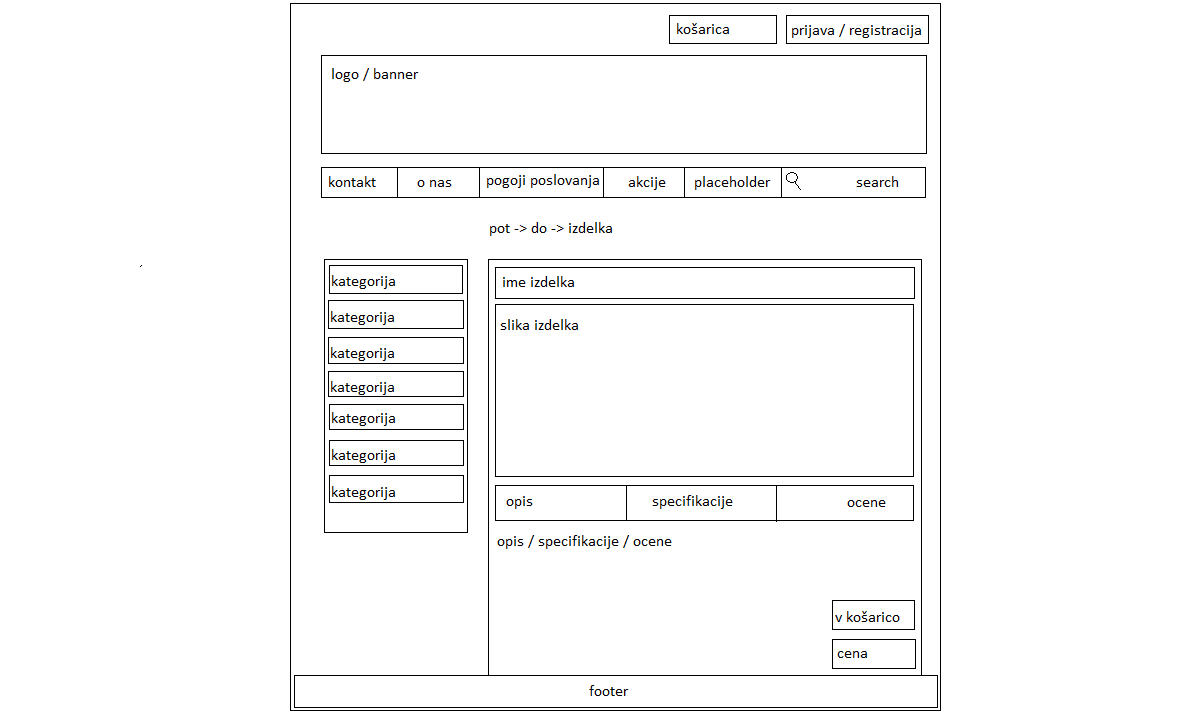 košarica
prijava / registracija
logo / banner
kontakt
o nas
pogoji poslovanja
akcije
placeholder
search
pot -> do -> izdelka
kategorija
kategorija
kategorija
kategorija
kategorija
kategorija
kategorija
ime izdelka
slika izdelka
opis
specifikacije
ocene
opis / specifikacije / ocene
v košarico
cena
footer